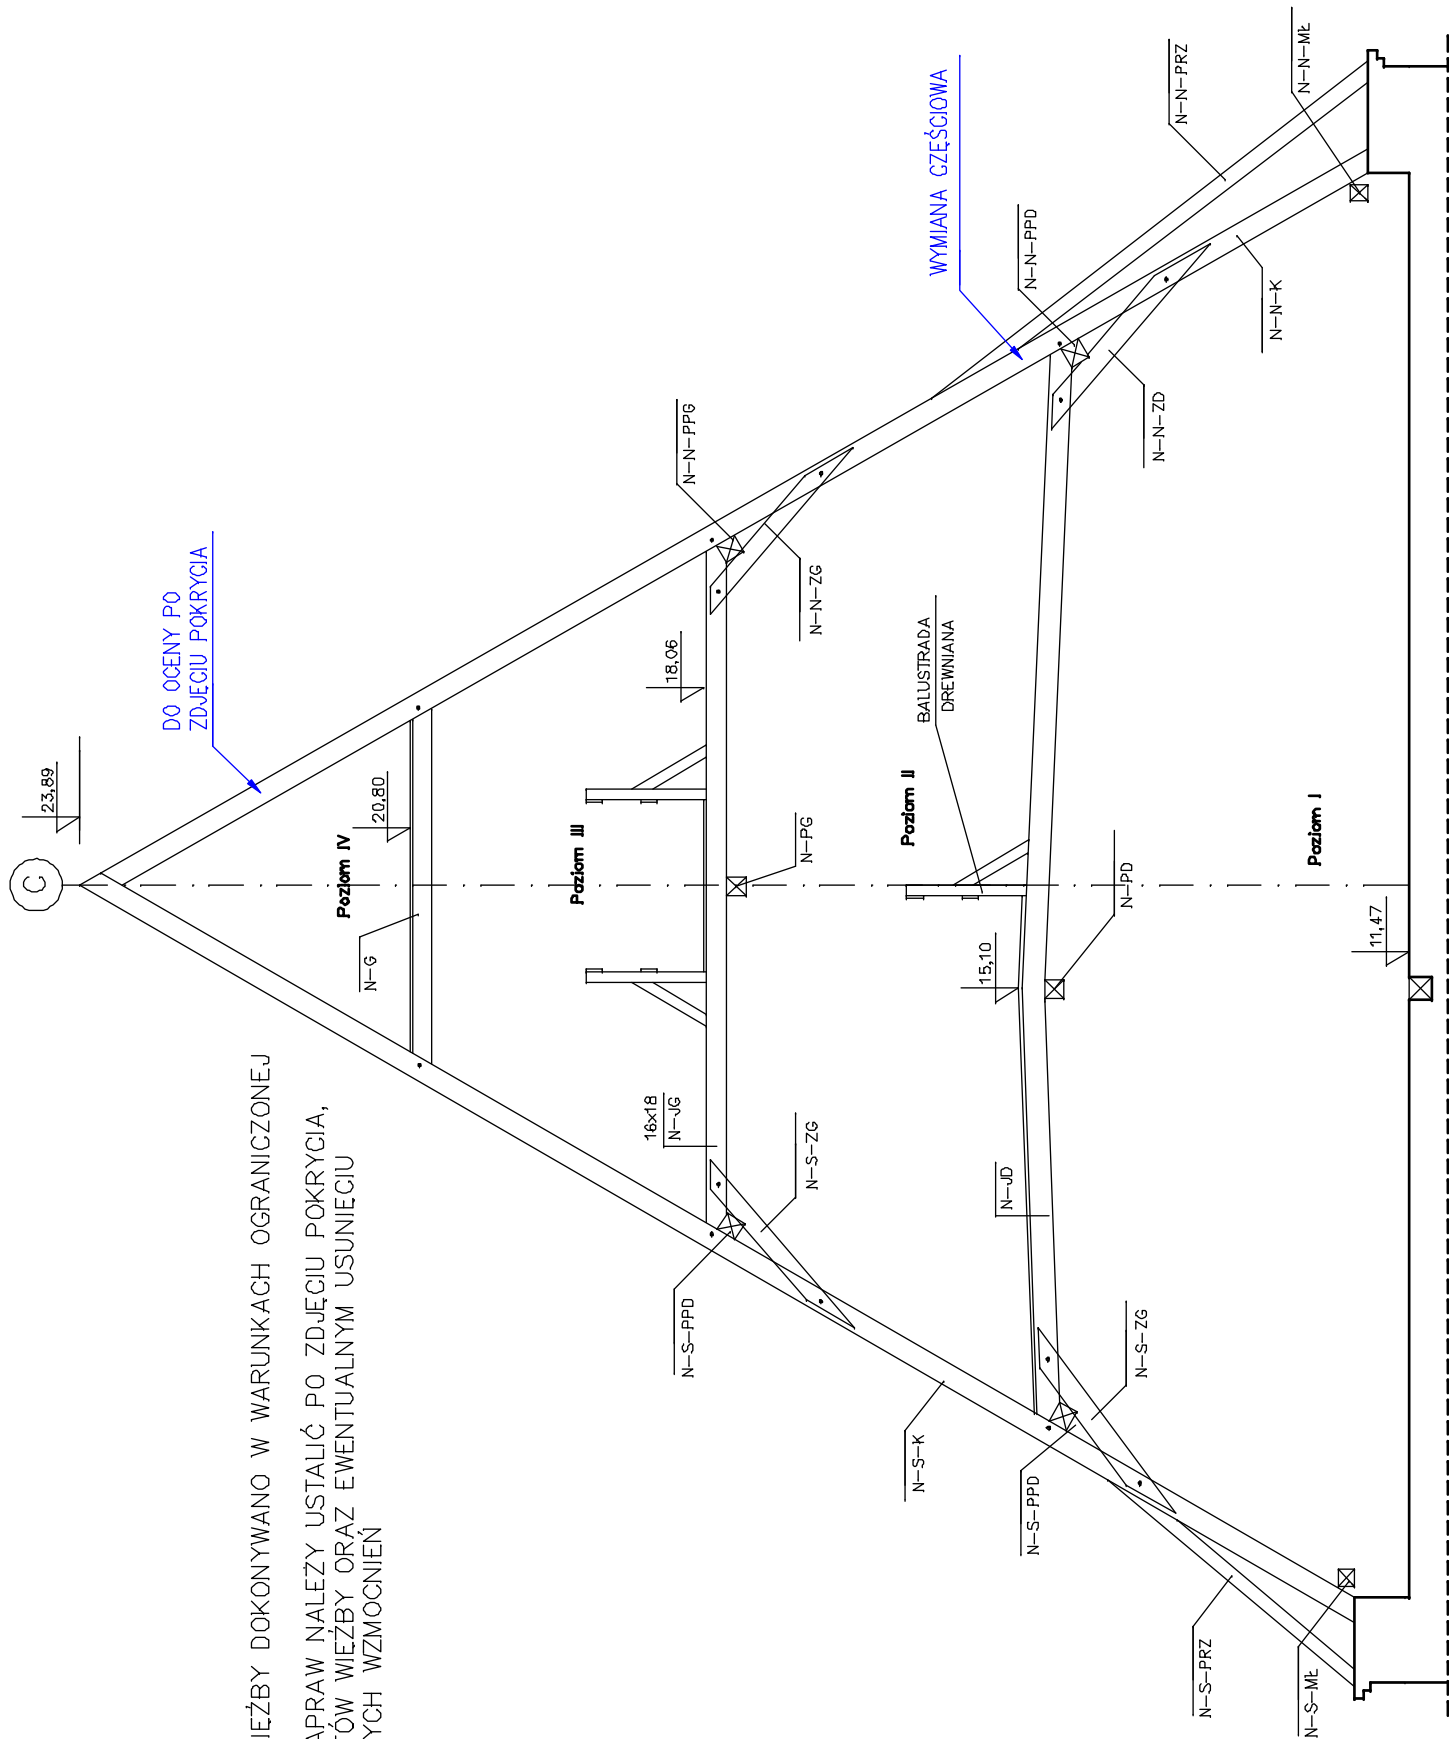 C
23,89
DO OCENY PO
ZDJĘCIU POKRYCIA
Poziom IV
20,80
N-G
Poziom III
18,06
16x18
N-JG
N-PG
N-N-PPG
N-N-ZG
N-S-PPD
N-S-ZG
WYMIANA CZĘŚCIOWA
BALUSTRADA
DREWNIANA
Poziom II
15,10
N-JD
N-PD
N-N-PPD
N-N-ZD
N-N-K
N-N-PRZ
N-N-MŁ
N-S-K
N-S-PPD
N-S-ZG
N-S-PRZ
N-S-MŁ
Poziom I
11,47
IĘŹBY DOKONYWANO W WARUNKACH OGRANICZONEJ
APRAW NALEŻY USTALIĆ PO ZDJĘCIU POKRYCIA,
TÓW WIĘŹBY ORAZ EWENTUALNYM USUNIĘCIU
YCH WZMOCNIEŃ